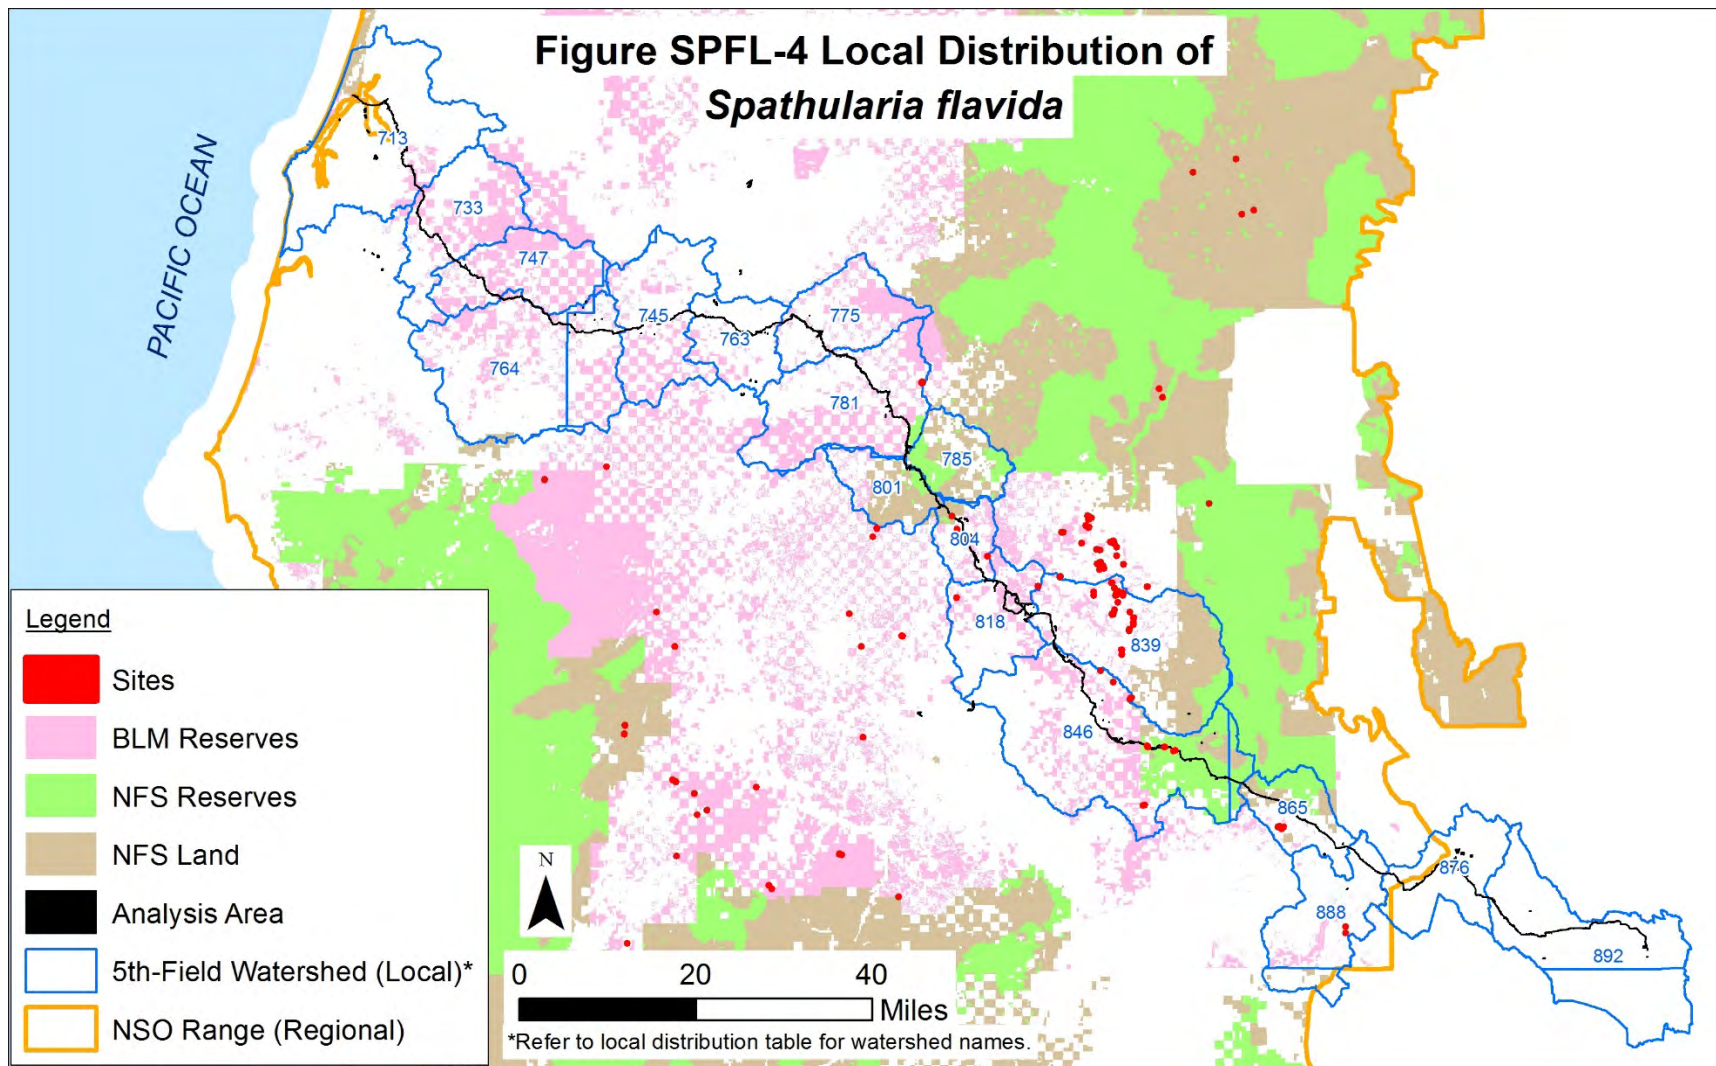 Figure SPFL-4 Local Distribution of
Spathularia flavida
PACIFIC OCEAN
713
733
747
745
775
763
764
781
785
801
804
818
839
846
865
876
888
892
Legend
Sites
BLM Reserves
NFS Reserves
NFS Land
Analysis Area
5th-Field Watershed (Local)*
NSO Range (Regional)
N
0 20 40
Miles
*Refer to local distribution table for watershed names.